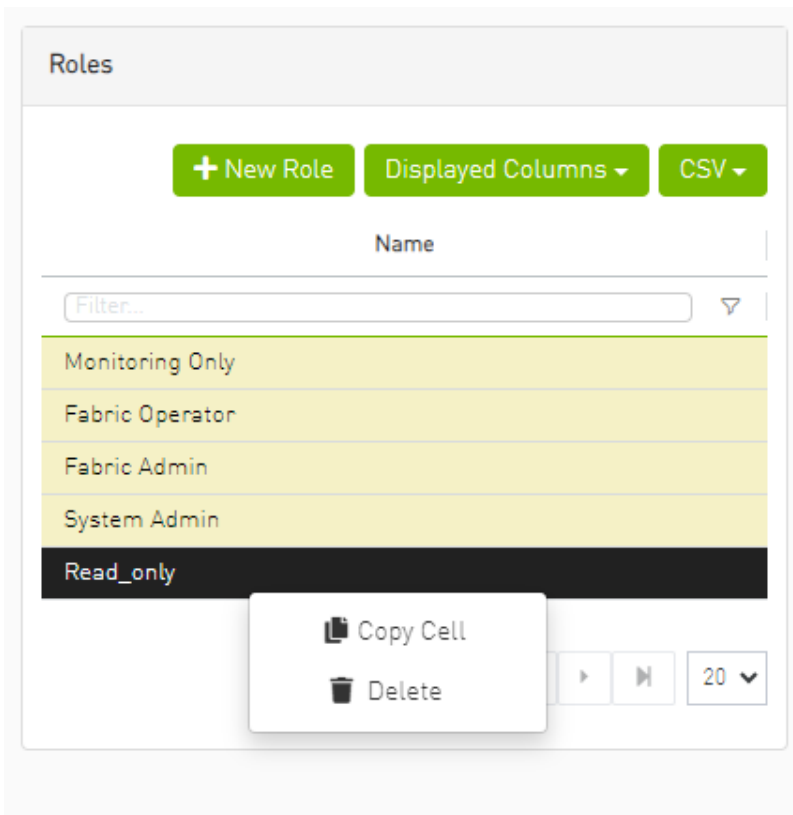 Roles
New Role Displayed Columns CSV
Name
Filter...
Monitoring Only
Fabric Operator
Fabric Admin
System Admin
Read_only
Copy Cell
Delete
20